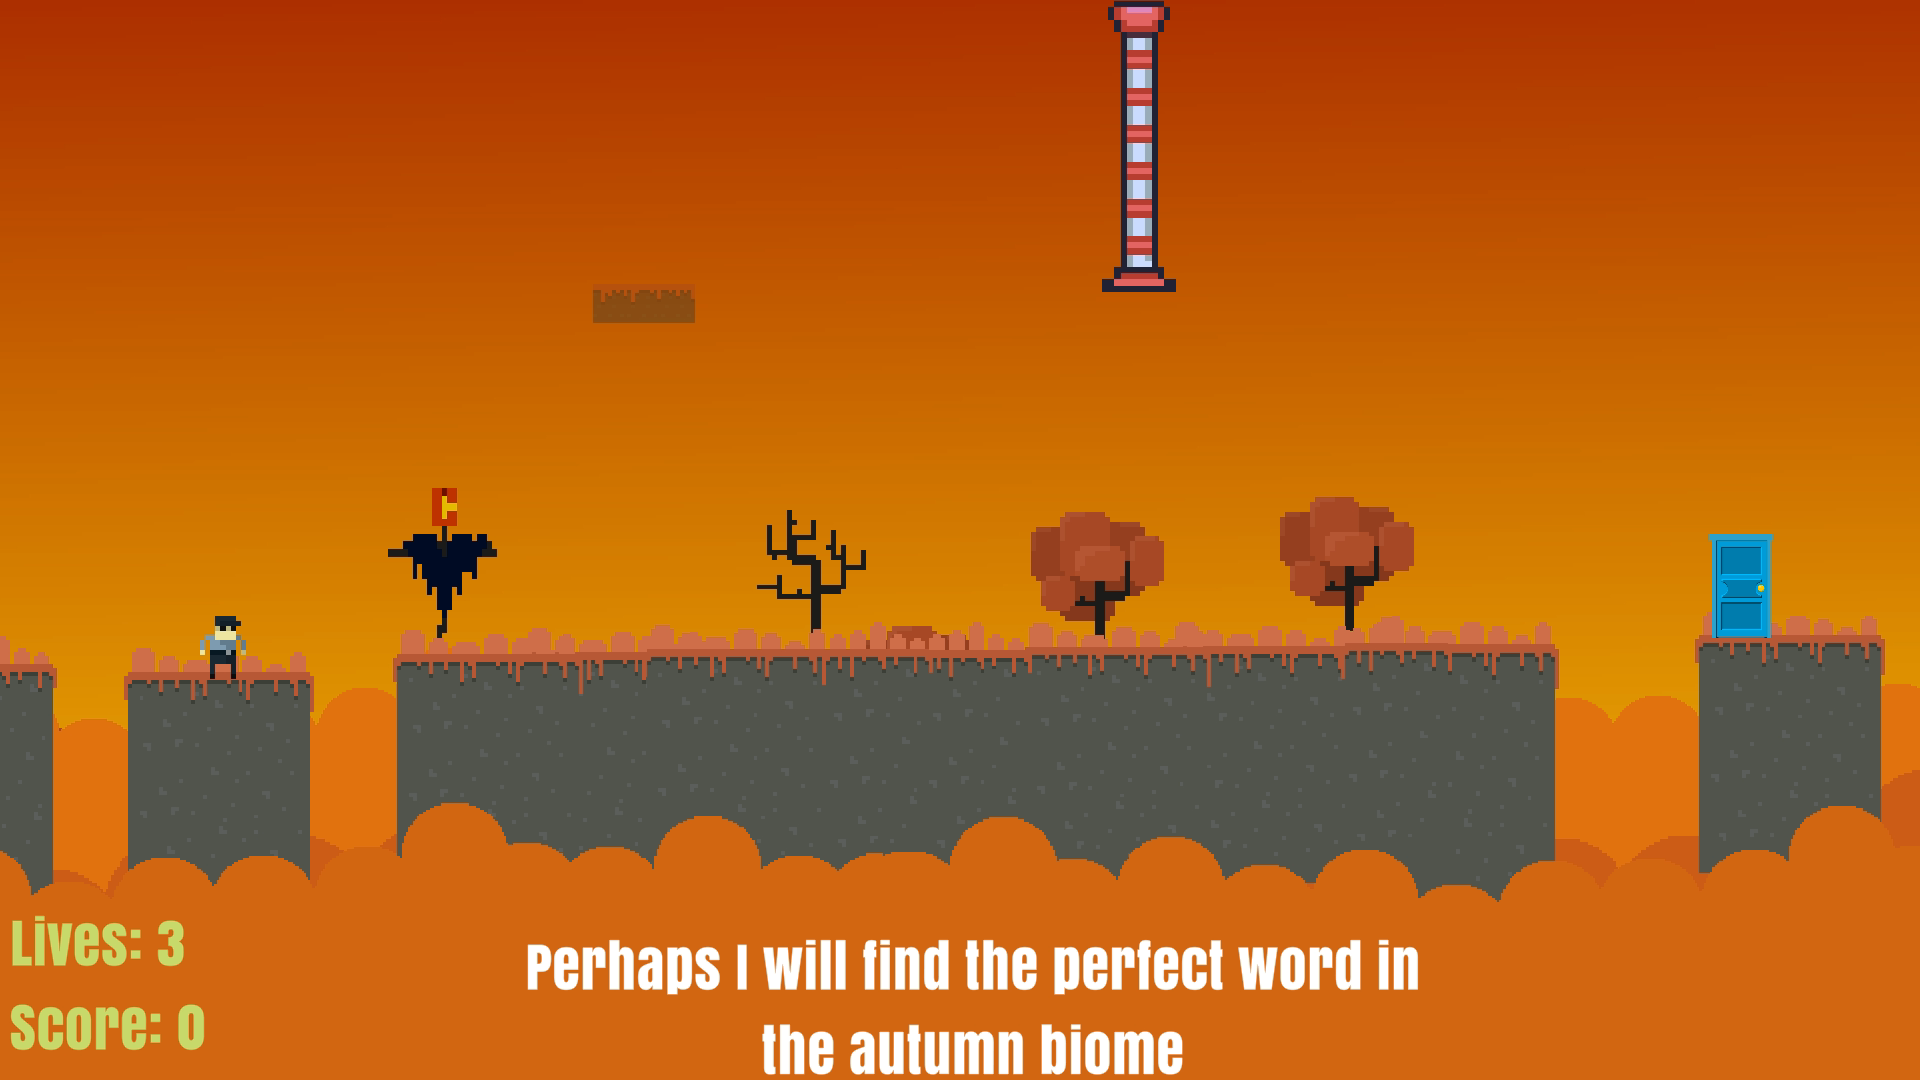 Lives: 3
Score: 0
Perhaps I will find the perfect word in
the autumn biome